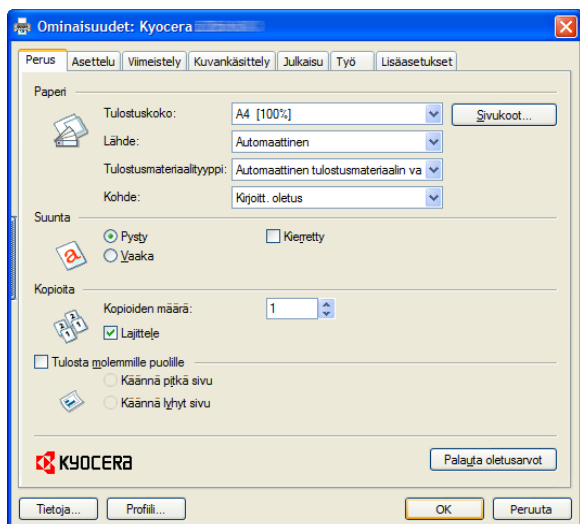 Ominaisuudet: Kyocera
Perus Asettelu Viimeistely Kuvankäsittely Julkaisu Työ Lisäasetukset
Paperi
Tulostuskoko: A4 [100%] Sivukoot...
Lähde: Automaattinen
Tulostusmateriaalityyppi: Automaattinen tulostusmateriaalin va
Kohde: Kirjoitt. oletus
Suunta
Pysty Kierretty
Vaaka
Kopioita
Kopioiden määrä: 1
Lajittele
Tulosta molemmille puolille
Käännä pitkä sivu
Käännä lyhyt sivu
KYOCERA Palauta oletusarvot
Tietoja... Profiili... OK Peruuta